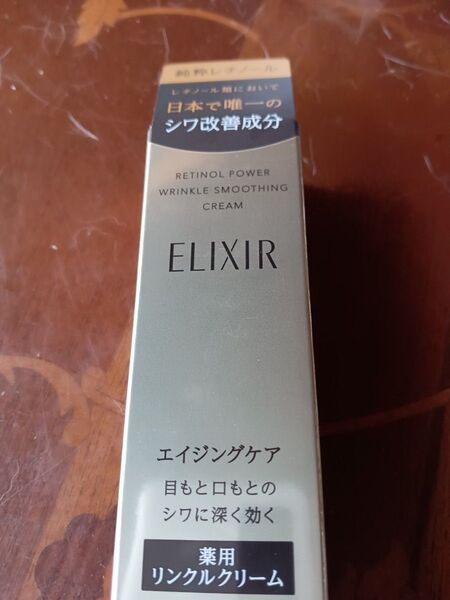 純粋レチノール
レチノール類において
日本で唯一の
シワ改善成分
RETINOL POWER
WRINKLE SMOOTHING
CREAM
ELIXIR
エイジングケア
目もと口もとの
シワに深く効く
薬用
リンクルクリーム